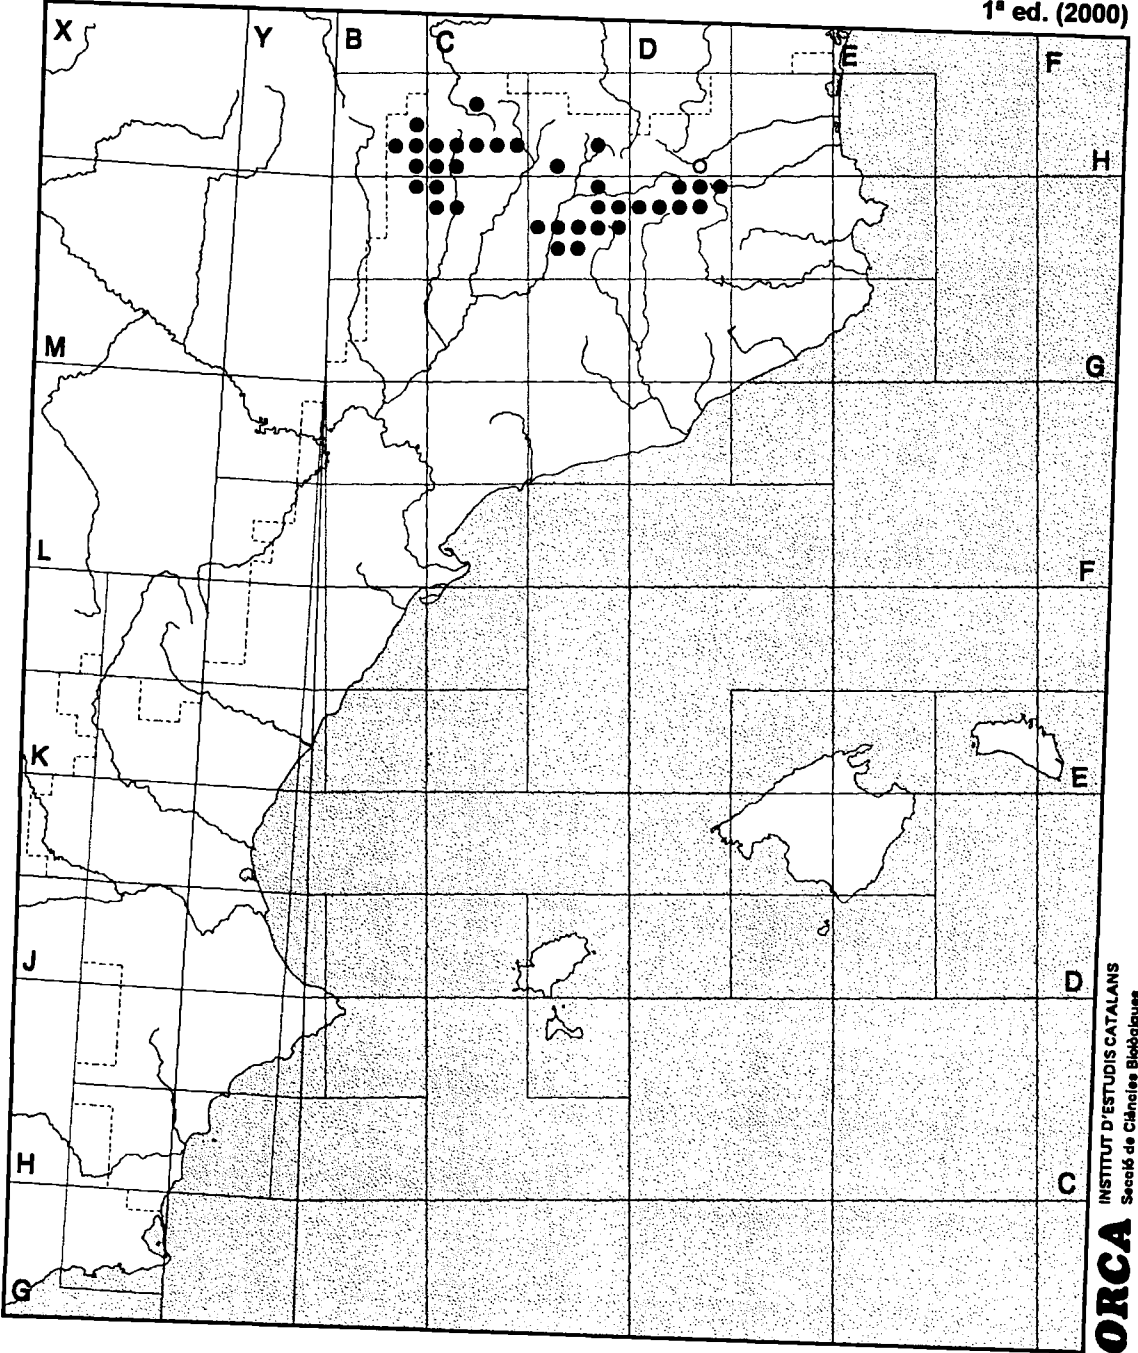 1ª ed. (2000)
X
Y
B
C
D
E
F
H
M
G
L
F
K
E
J
D
H
C
G
ORCA
INSTITUT D'ESTUDIS CATALANS
Secció de Ciències Biològiques